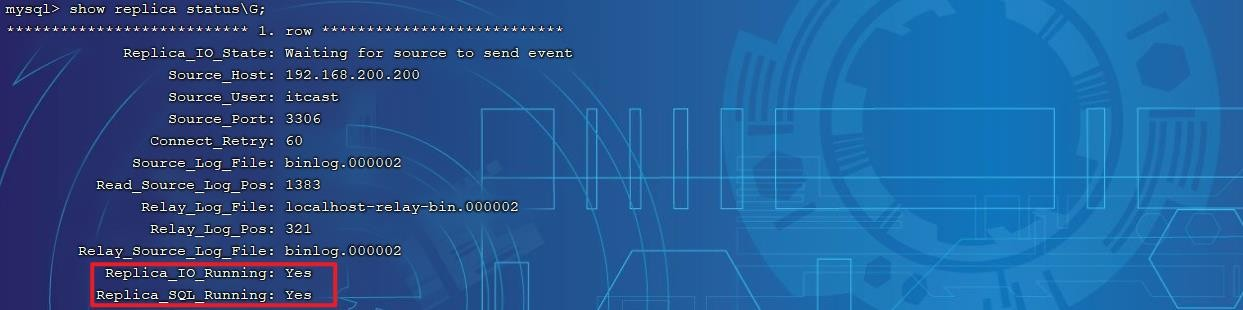 mysql> show replica status\G;
*************************** 1. row ***************************
Replica_IO_State: Waiting for source to send event
Source_Host: 192.168.200.200
Source_User: itcast
Source_Port: 3306
Connect_Retry: 60
Source_Log_File: binlog.000002
Read_Source_Log_Pos: 1383
Relay_Log_File: localhost-relay-bin.000002
Relay_Log_Pos: 321
Relay_Source_Log_File: binlog.000002
Replica_IO_Running: Yes
Replica_SQL_Running: Yes